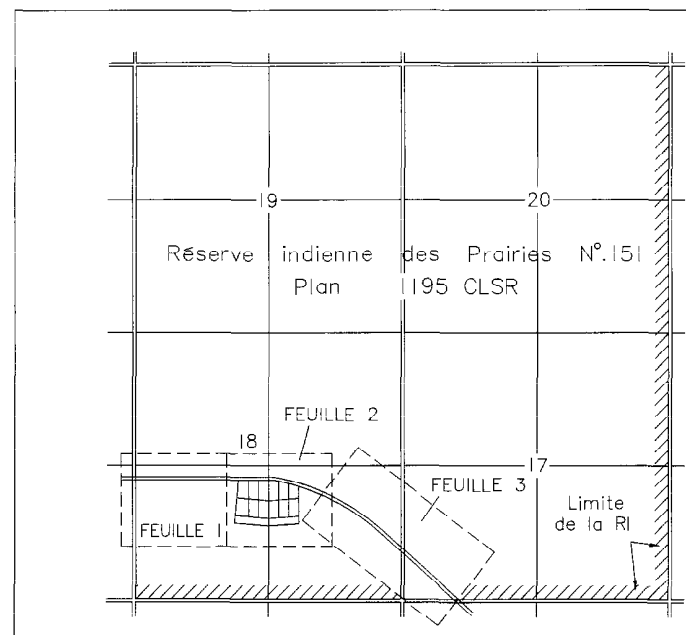 19
20
Réserve indienne des Prairies Nº.151
Plan 1195 CLSR
FEUILLE 2
18
17
FEUILLE 3
FEUILLE 1
Limite
de la RI